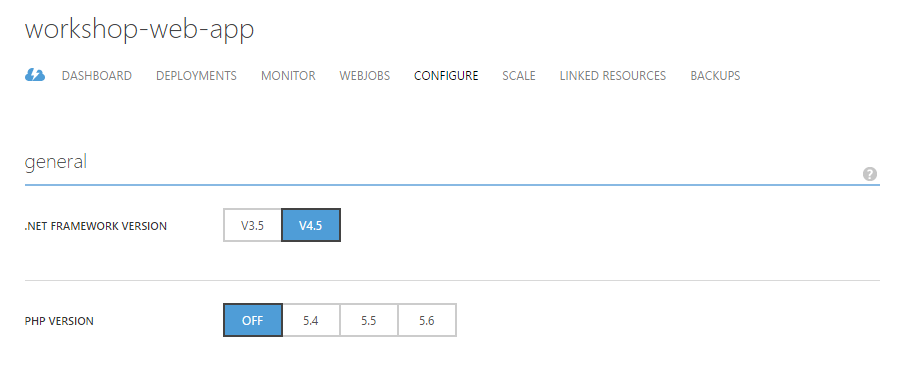 workshop-web-app
DASHBOARD DEPLOYMENTS MONITOR WEBJOBS CONFIGURE SCALE LINKED RESOURCES BACKUPS
general
?
.NET FRAMEWORK VERSION V3.5 V4.5
PHP VERSION OFF 5.4 5.5 5.6